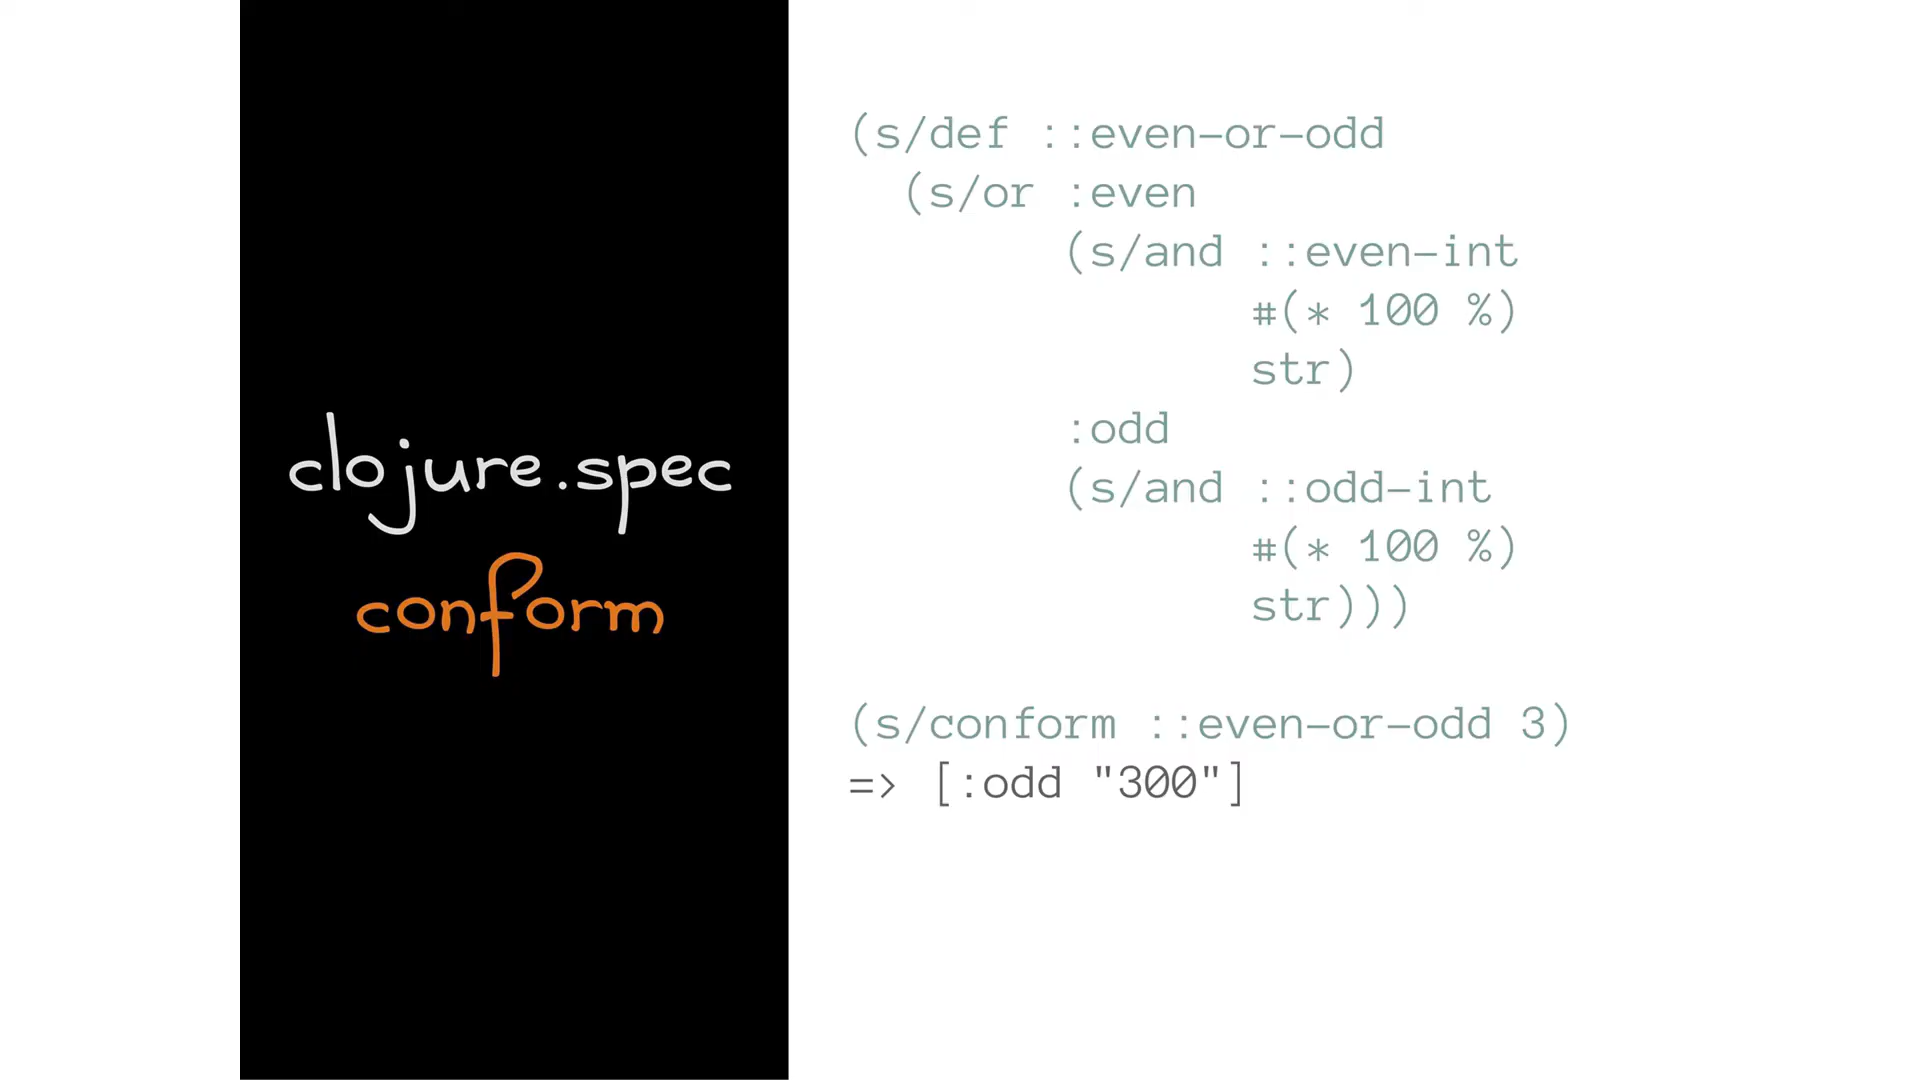 clojure.spec
conform
(s/def ::even-or-odd
  (s/or :even
        (s/and ::even-int
               #(* 100 %)
               str)
        :odd
        (s/and ::odd-int
               #(* 100 %)
               str)))
(s/conform ::even-or-odd 3)
=> [:odd "300"]